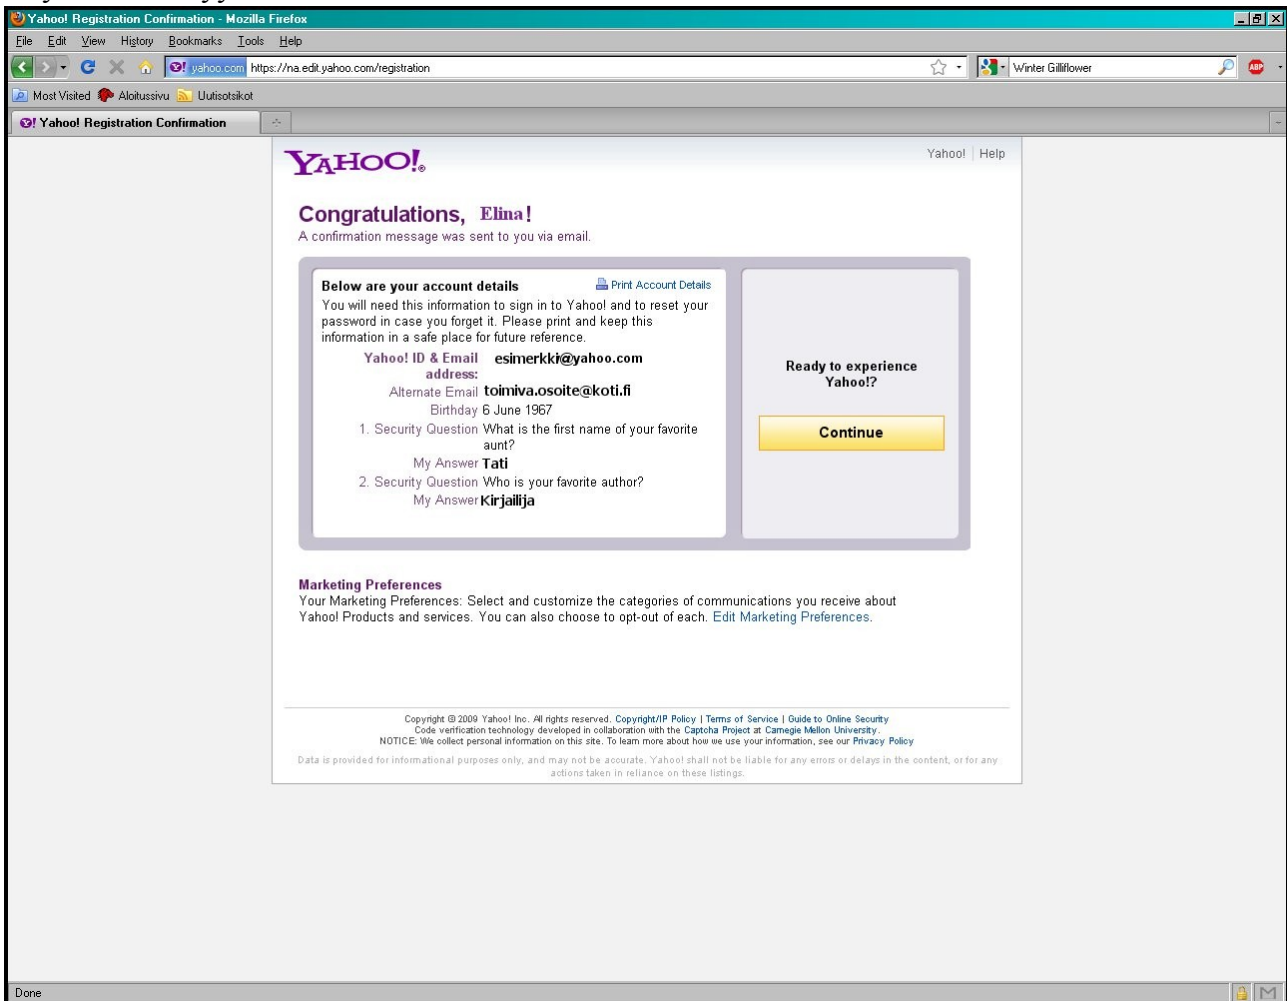 Yahoo! Registration Confirmation - Mozilla Firefox
File Edit View History Bookmarks Tools Help
yahoo.com https://na.edit.yahoo.com/registration Winter Gilliflower ABP
Most Visited Aloitussivu Uutisotsikot
Yahoo! Registration Confirmation
YAHOO!® Yahoo! Help
Congratulations, Elina!
A confirmation message was sent to you via email.
Below are your account details Print Account Details
You will need this information to sign in to Yahoo! and to reset your
password in case you forget it. Please print and keep this
information in a safe place for future reference.
Yahoo! ID & Email esimerkki@yahoo.com
address:
Alternate Email toimiva.osoite@koti.fi
Birthday 6 June 1967
1. Security Question What is the first name of your favorite
aunt?
My Answer Tati
2. Security Question Who is your favorite author?
My Answer Kirjailija
Ready to experience
Yahoo!?
Continue
Marketing Preferences
Your Marketing Preferences: Select and customize the categories of communications you receive about
Yahoo! Products and services. You can also choose to opt-out of each. Edit Marketing Preferences.
Copyright © 2009 Yahoo! Inc. All rights reserved. Copyright/IP Policy | Terms of Service | Guide to Online Security
Code verification technology developed in collaboration with the Captcha Project at Carnegie Mellon University.
NOTICE: We collect personal information on this site. To learn more about how we use your information, see our Privacy Policy
Data is provided for informational purposes only, and may not be accurate. Yahoo! shall not be liable for any errors or delays in the content, or for any
actions taken in reliance on these listings.
Done